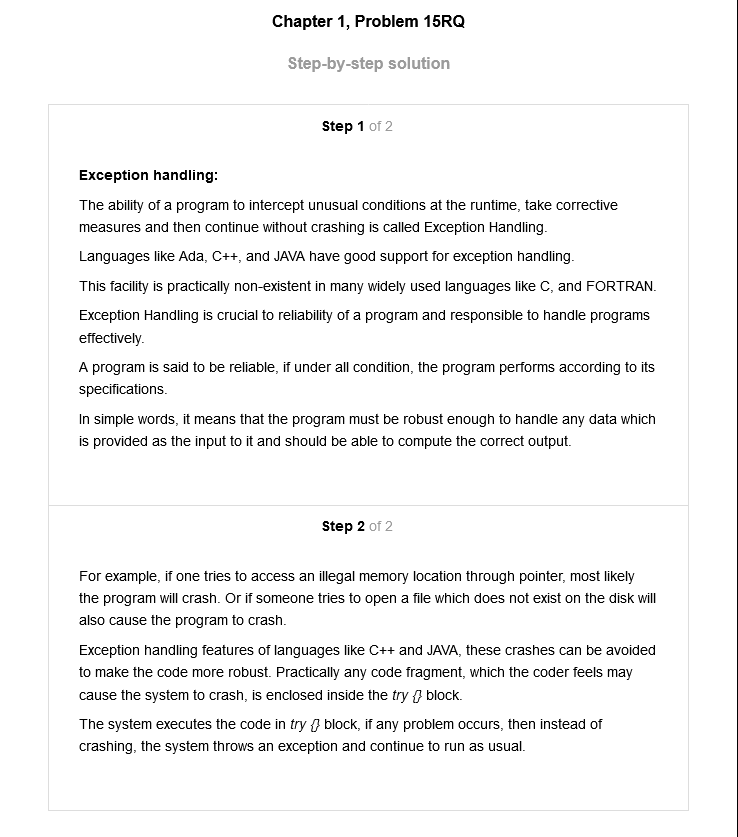 Chapter 1, Problem 15RQ
Step-by-step solution
Step 1 of 2
Exception handling:
The ability of a program to intercept unusual conditions at the runtime, take corrective
measures and then continue without crashing is called Exception Handling.
Languages like Ada, C++, and JAVA have good support for exception handling.
This facility is practically non-existent in many widely used languages like C, and FORTRAN.
Exception Handling is crucial to reliability of a program and responsible to handle programs
effectively.
A program is said to be reliable, if under all condition, the program performs according to its
specifications.
In simple words, it means that the program must be robust enough to handle any data which
is provided as the input to it and should be able to compute the correct output.
Step 2 of 2
For example, if one tries to access an illegal memory location through pointer, most likely
the program will crash. Or if someone tries to open a file which does not exist on the disk will
also cause the program to crash.
Exception handling features of languages like C++ and JAVA, these crashes can be avoided
to make the code more robust. Practically any code fragment, which the coder feels may
cause the system to crash, is enclosed inside the try {} block.
The system executes the code in try {} block, if any problem occurs, then instead of
crashing, the system throws an exception and continue to run as usual.